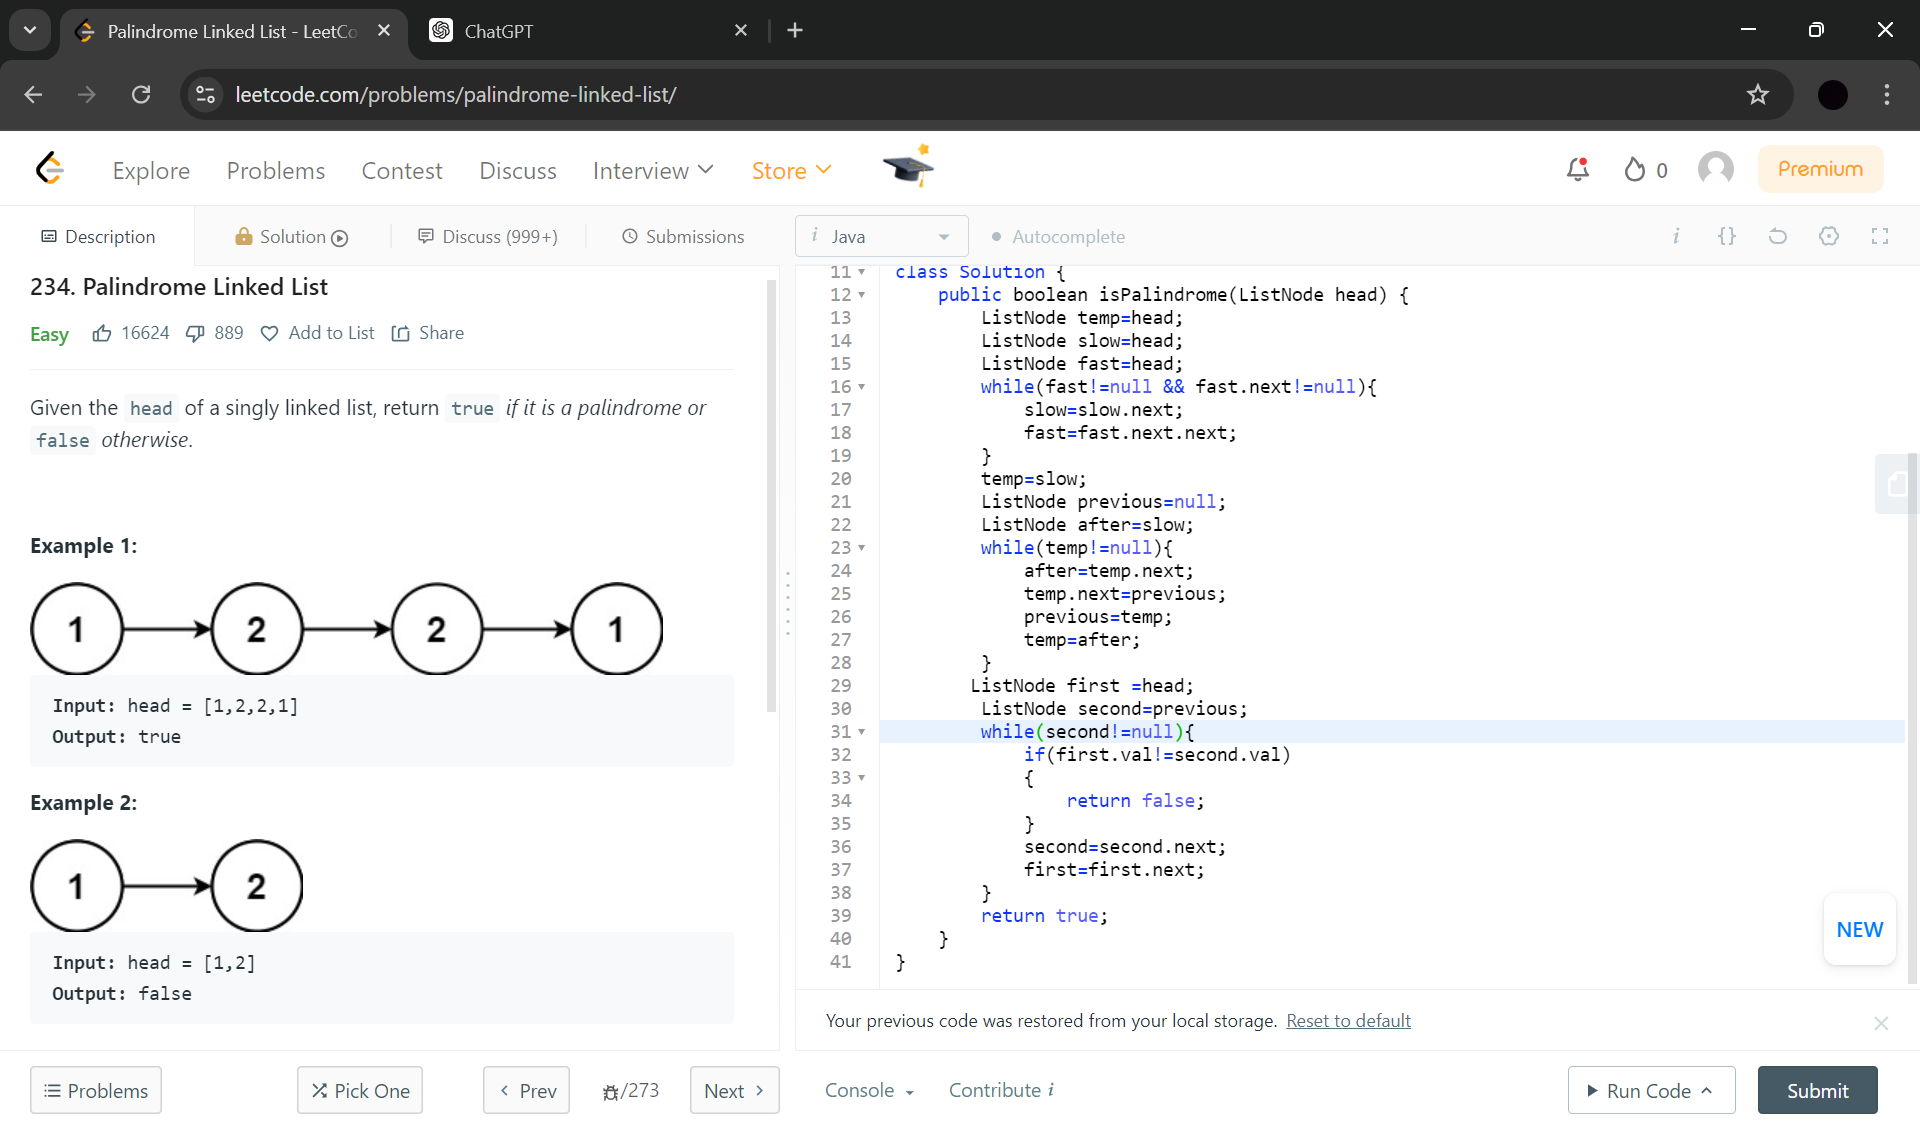 Palindrome Linked List - LeetCo
ChatGPT
leetcode.com/problems/palindrome-linked-list/
Explore
Problems
Contest
Discuss
Interview
Store
0
Premium
Description
Solution
Discuss (999+)
Submissions
i Java
Autocomplete
i
{}
234. Palindrome Linked List
Easy
16624
889
Add to List
Share
Given the head of a singly linked list, return true if it is a palindrome or
false otherwise.
Example 1:
1 2 2 1
Input: head = [1,2,2,1]
Output: true
Example 2:
1 2
Input: head = [1,2]
Output: false
11 class Solution {
12 public boolean isPalindrome(ListNode head) {
13 ListNode temp=head;
14 ListNode slow=head;
15 ListNode fast=head;
16 while(fast!=null && fast.next!=null){
17 slow=slow.next;
18 fast=fast.next.next;
19 }
20 temp=slow;
21 ListNode previous=null;
22 ListNode after=slow;
23 while(temp!=null){
24 after=temp.next;
25 temp.next=previous;
26 previous=temp;
27 temp=after;
28 }
29 ListNode first =head;
30 ListNode second=previous;
31 while(second!=null){
32 if(first.val!=second.val)
33 {
34 return false;
35 }
36 second=second.next;
37 first=first.next;
38 }
39 return true;
40 }
41 }
NEW
Your previous code was restored from your local storage. Reset to default
Problems
Pick One
Prev
/273
Next
Console
Contribute i
Run Code
Submit